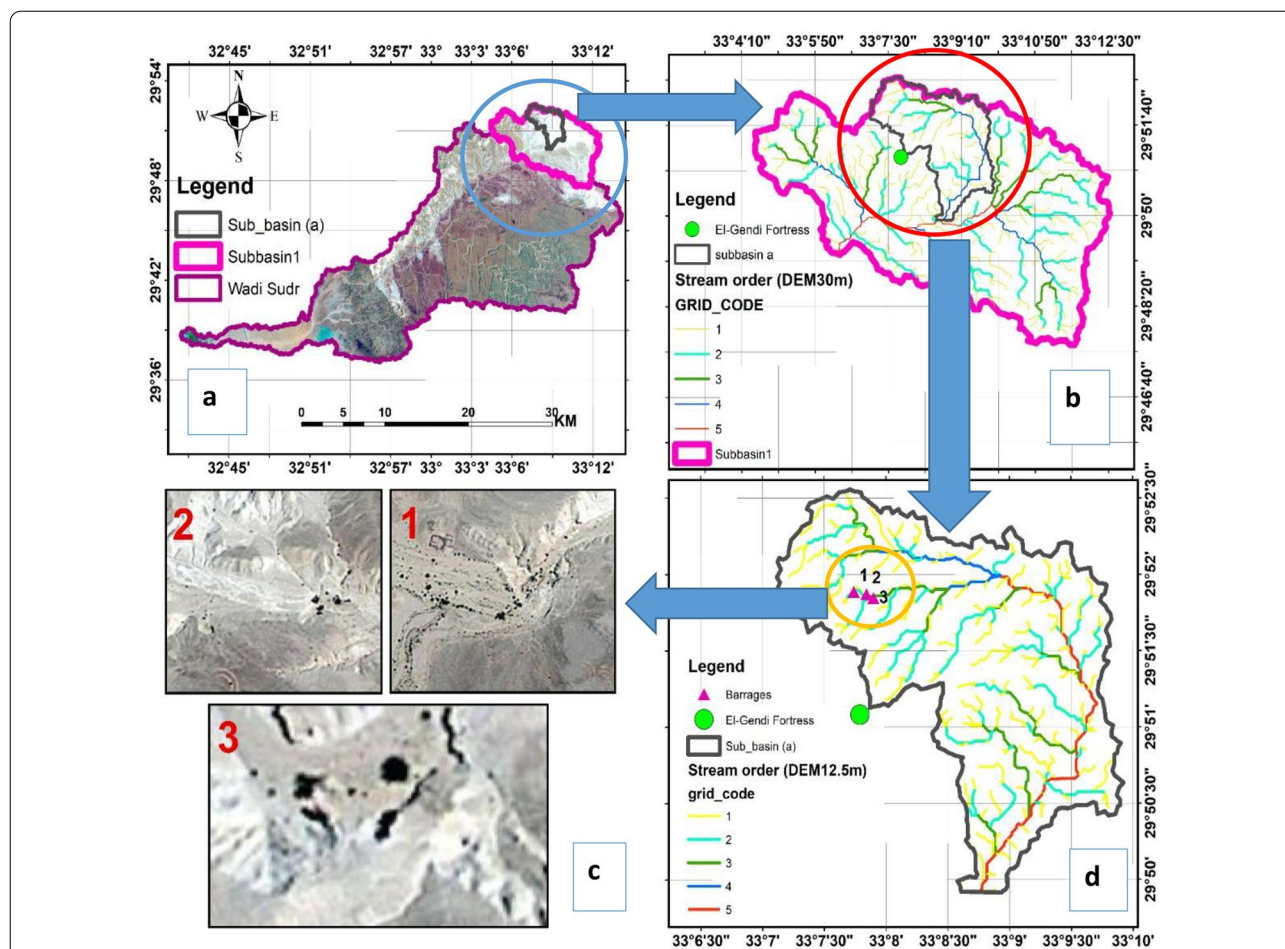 32°45' 32°51' 32°57' 33° 33°3' 33°6' 33°12'
29°54'
29°48'
29°42'
29°36'
N
W E
S
Legend
Sub_basin (a)
Subbasin1
Wadi Sudr
a
0 5 10 20 30
KM
32°45' 32°51' 32°57' 33° 33°3' 33°6' 33°12'
33°4'10" 33°5'50" 33°7'30" 33°9'10" 33°10'50" 33°12'30"
29°51'40"
29°50'
29°48'20"
29°46'40"
Legend
El-Gendi Fortress
subbasin a
Stream order (DEM30m)
GRID_CODE
1
2
3
4
5
Subbasin1
b
2
1
3
c
29°52'30"
29°52'
29°51'30"
29°51'
29°50'30"
29°50'
1 2
3
Legend
Barrages
El-Gendi Fortress
Sub_basin (a)
Stream order (DEM12.5m)
grid_code
1
2
3
4
5
d
33°6'30" 33°7' 33°7'30" 33°8' 33°8'30" 33°9' 33°9'30" 33°10'